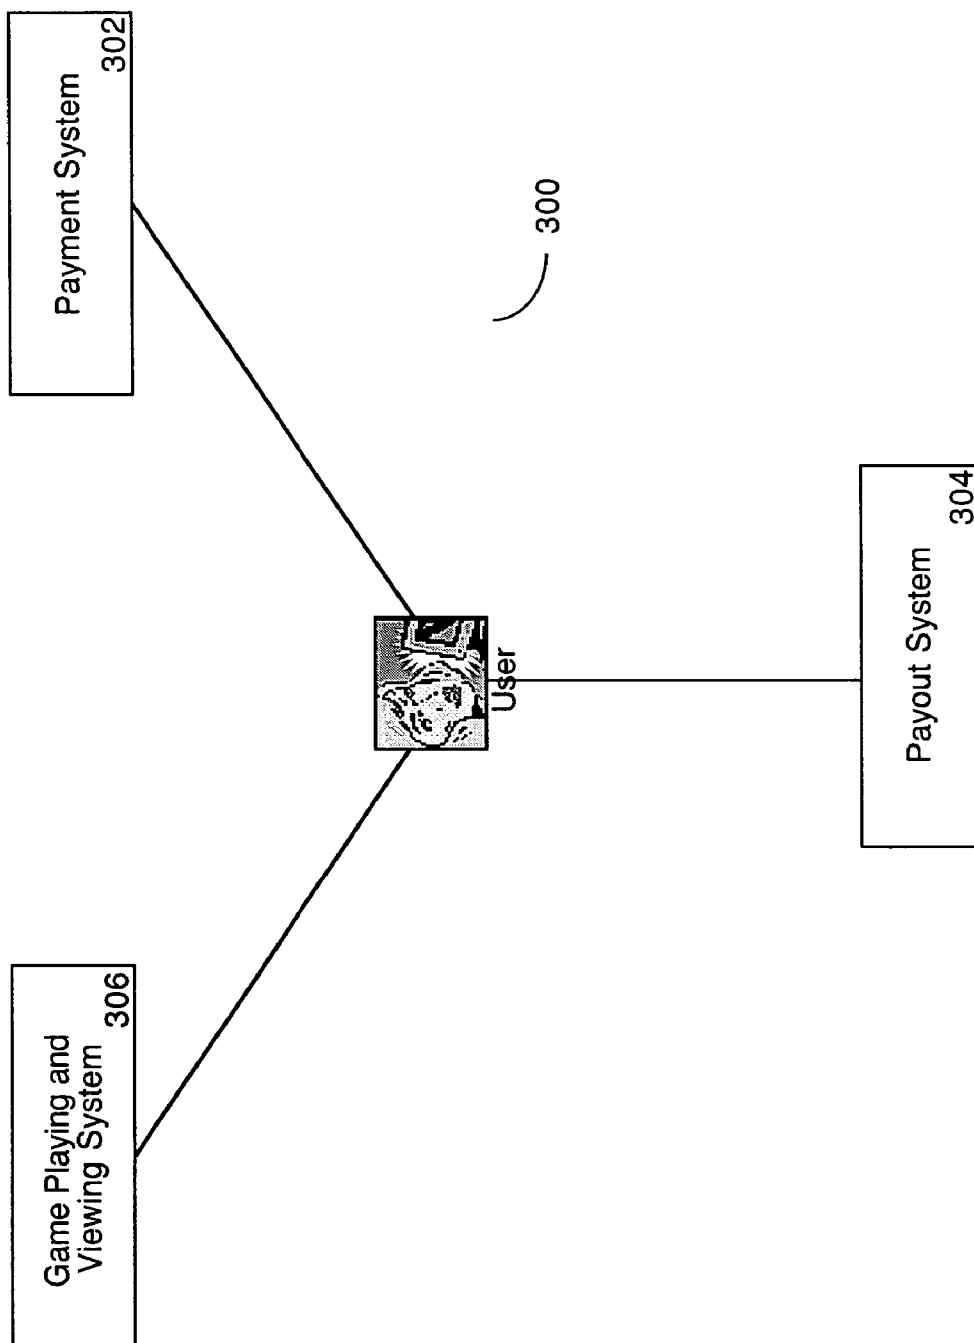 Game Playing and
Viewing System
306
Payment System
302
User
300
Payout System
304